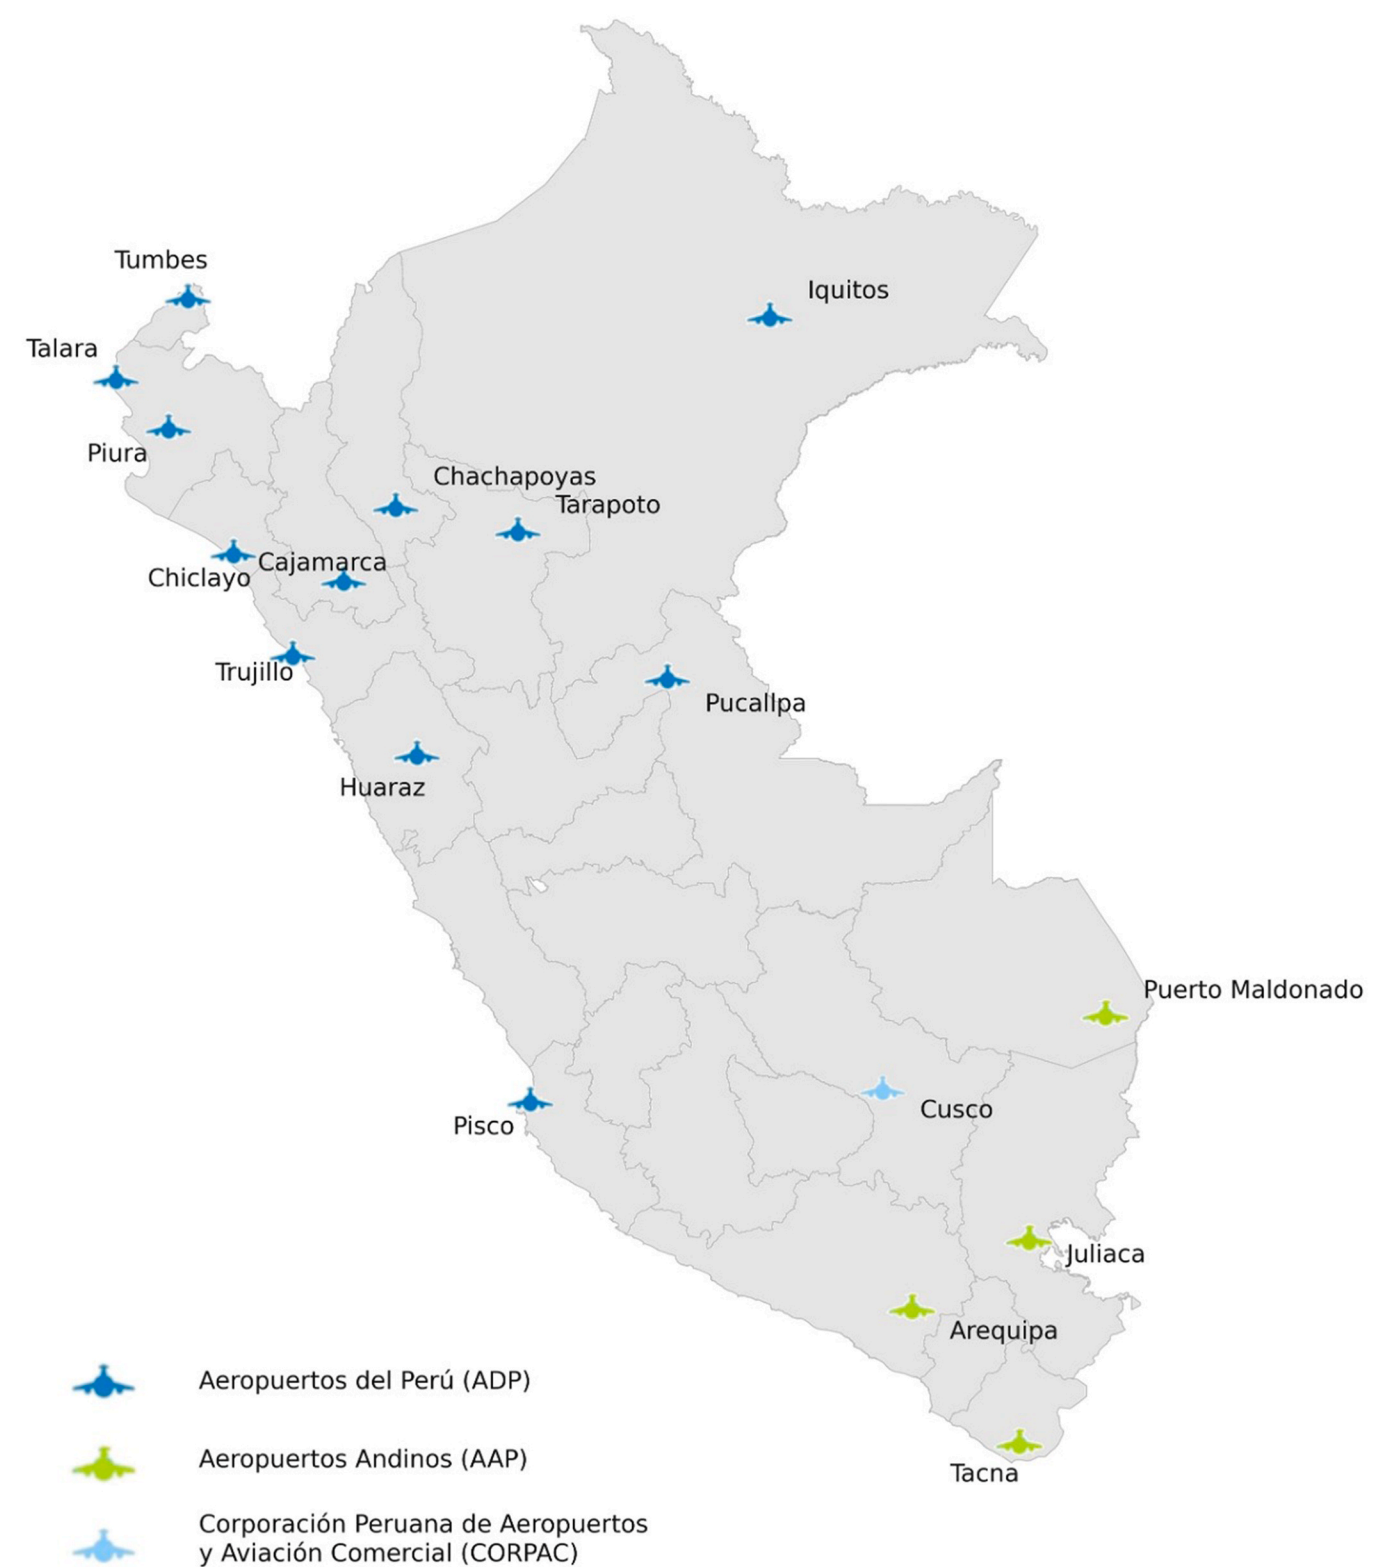 Tumbes
Iquitos
Talara
Piura
Chachapoyas
Tarapoto
Cajamarca
Chiclayo
Trujillo
Pucallpa
Huaraz
Puerto Maldonado
Cusco
Pisco
Juliaca
Arequipa
Tacna
Aeropuertos del Perú (ADP)
Aeropuertos Andinos (AAP)
Corporación Peruana de Aeropuertos
y Aviación Comercial (CORPAC)